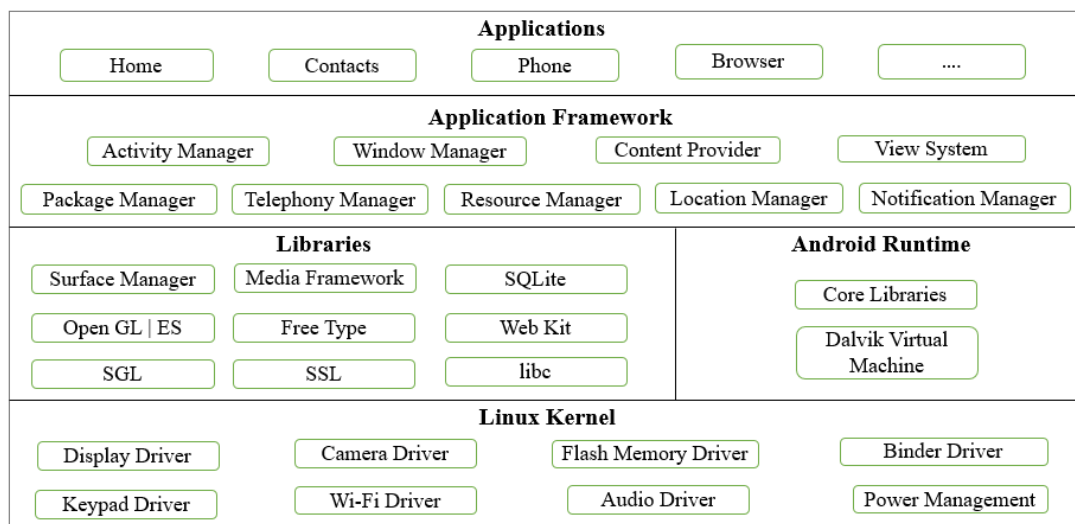 Applications
Home Contacts Phone Browser ....
Application Framework
Activity Manager Window Manager Content Provider View System
Package Manager Telephony Manager Resource Manager Location Manager Notification Manager
Libraries
Surface Manager Media Framework SQLite
Open GL | ES Free Type Web Kit
SGL SSL libc
Android Runtime
Core Libraries
Dalvik Virtual
Machine
Linux Kernel
Display Driver Camera Driver Flash Memory Driver Binder Driver
Keypad Driver Wi-Fi Driver Audio Driver Power Management